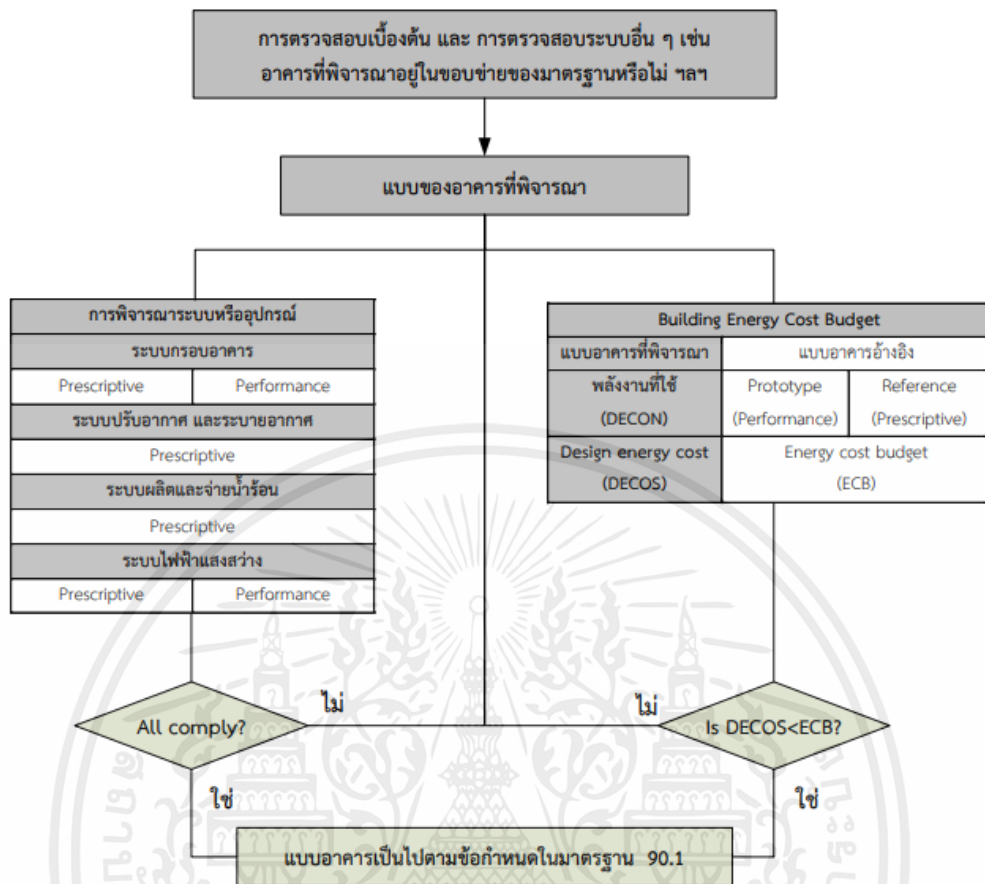 การตรวจสอบเบื้องต้น และ การตรวจสอบระบบอื่น ๆ เช่น
อาคารที่พิจารณาอยู่ในขอบข่ายของมาตรฐานหรือไม่ ฯลฯ
แบบของอาคารที่พิจารณา
การพิจารณาระบบหรืออุปกรณ์
ระบบกรอบอาคาร
Prescriptive Performance
ระบบปรับอากาศ และระบายอากาศ
Prescriptive
ระบบผลิตและจ่ายน้ำร้อน
Prescriptive
ระบบไฟฟ้าแสงสว่าง
Prescriptive Performance
Building Energy Cost Budget
แบบอาคารที่พิจารณา แบบอาคารอ้างอิง
พลังงานที่ใช้ Prototype Reference
(DECON) (Performance) (Prescriptive)
Design energy cost Energy cost budget
(DECOS) (ECB)
All comply? ไม่ ไม่ Is DECOS<ECB?
ใช่ ใช่
แบบอาคารเป็นไปตามข้อกำหนดในมาตรฐาน 90.1